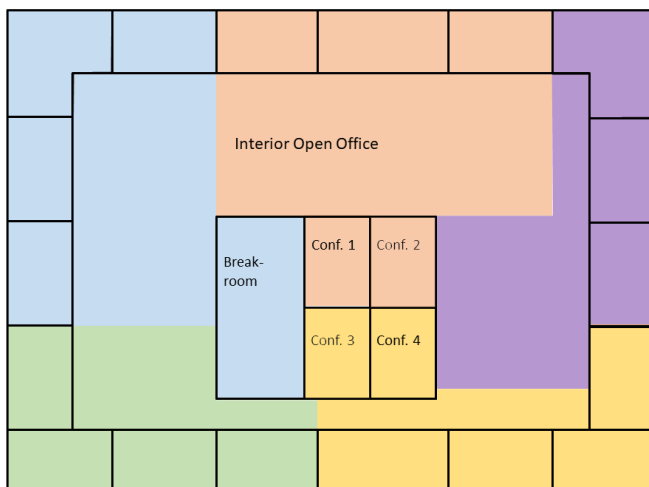 Interior Open Office
Conf. 1
Conf. 2
Break-
room
Conf. 3
Conf. 4